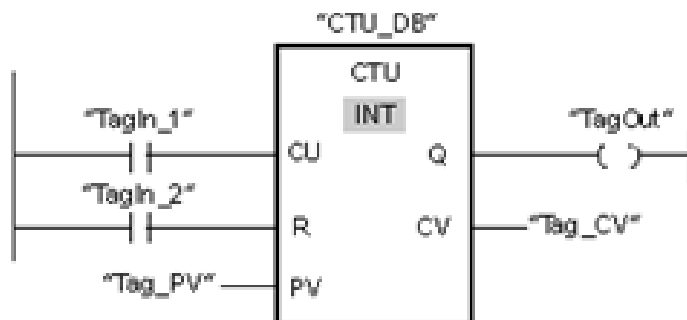 "CTU_DB"
CTU
INT
"TagIn_1"
CU
Q
"TagOut"
"TagIn_2"
R
CV
"Tag_CV"
"Tag_PV"
PV